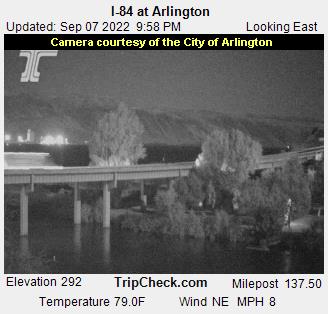 I-84 at Arlington
Updated: Sep 07 2022 9:58 PM Looking East
Camera courtesy of the City of Arlington
Elevation 292 TripCheck.com Milepost 137.50
Temperature 79.0F Wind NE MPH 8